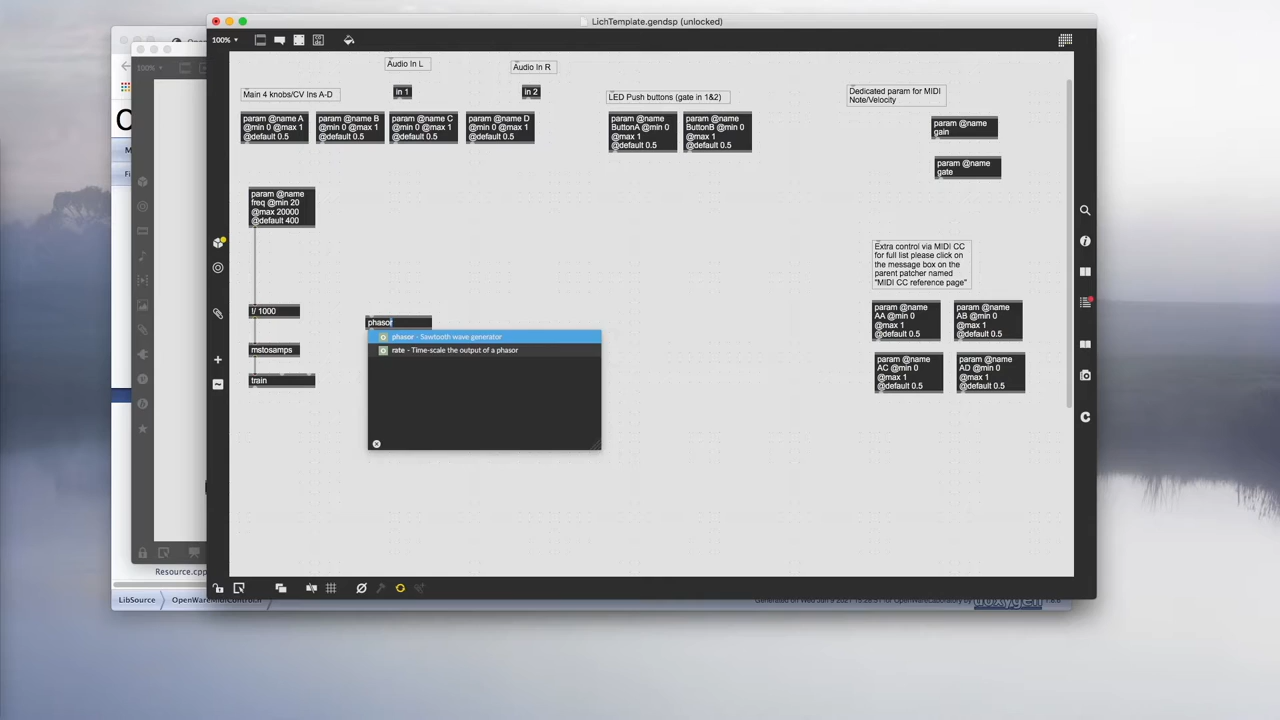 LichTemplate.gendsp (unlocked)
100%
100%
Audio In L
Audio In R
Main 4 knobs/CV Ins A-D
in 1
in 2
LED Push buttons (gate in 1&2)
Dedicated param for MIDI
Note/Velocity
param @name A
@min 0 @max 1
@default 0.5
param @name B
@min 0 @max 1
@default 0.5
param @name C
@min 0 @max 1
@default 0.5
param @name D
@min 0 @max 1
@default 0.5
param @name
ButtonA @min 0
@max 1
@default 0.5
param @name
ButtonB @min 0
@max 1
@default 0.5
param @name
gain
param @name
gate
param @name
freq @min 20
@max 20000
@default 400
Extra control via MIDI CC
for full list please click on
the message box on the
parent patcher named
"MIDI CC reference page"
!/ 1000
mstosamps
train
phasor
phasor - Sawtooth wave generator
rate - Time-scale the output of a phasor
param @name
AA @min 0
@max 1
@default 0.5
param @name
AB @min 0
@max 1
@default 0.5
param @name
AC @min 0
@max 1
@default 0.5
param @name
AD @min 0
@max 1
@default 0.5
Resource.cpp
LibSource